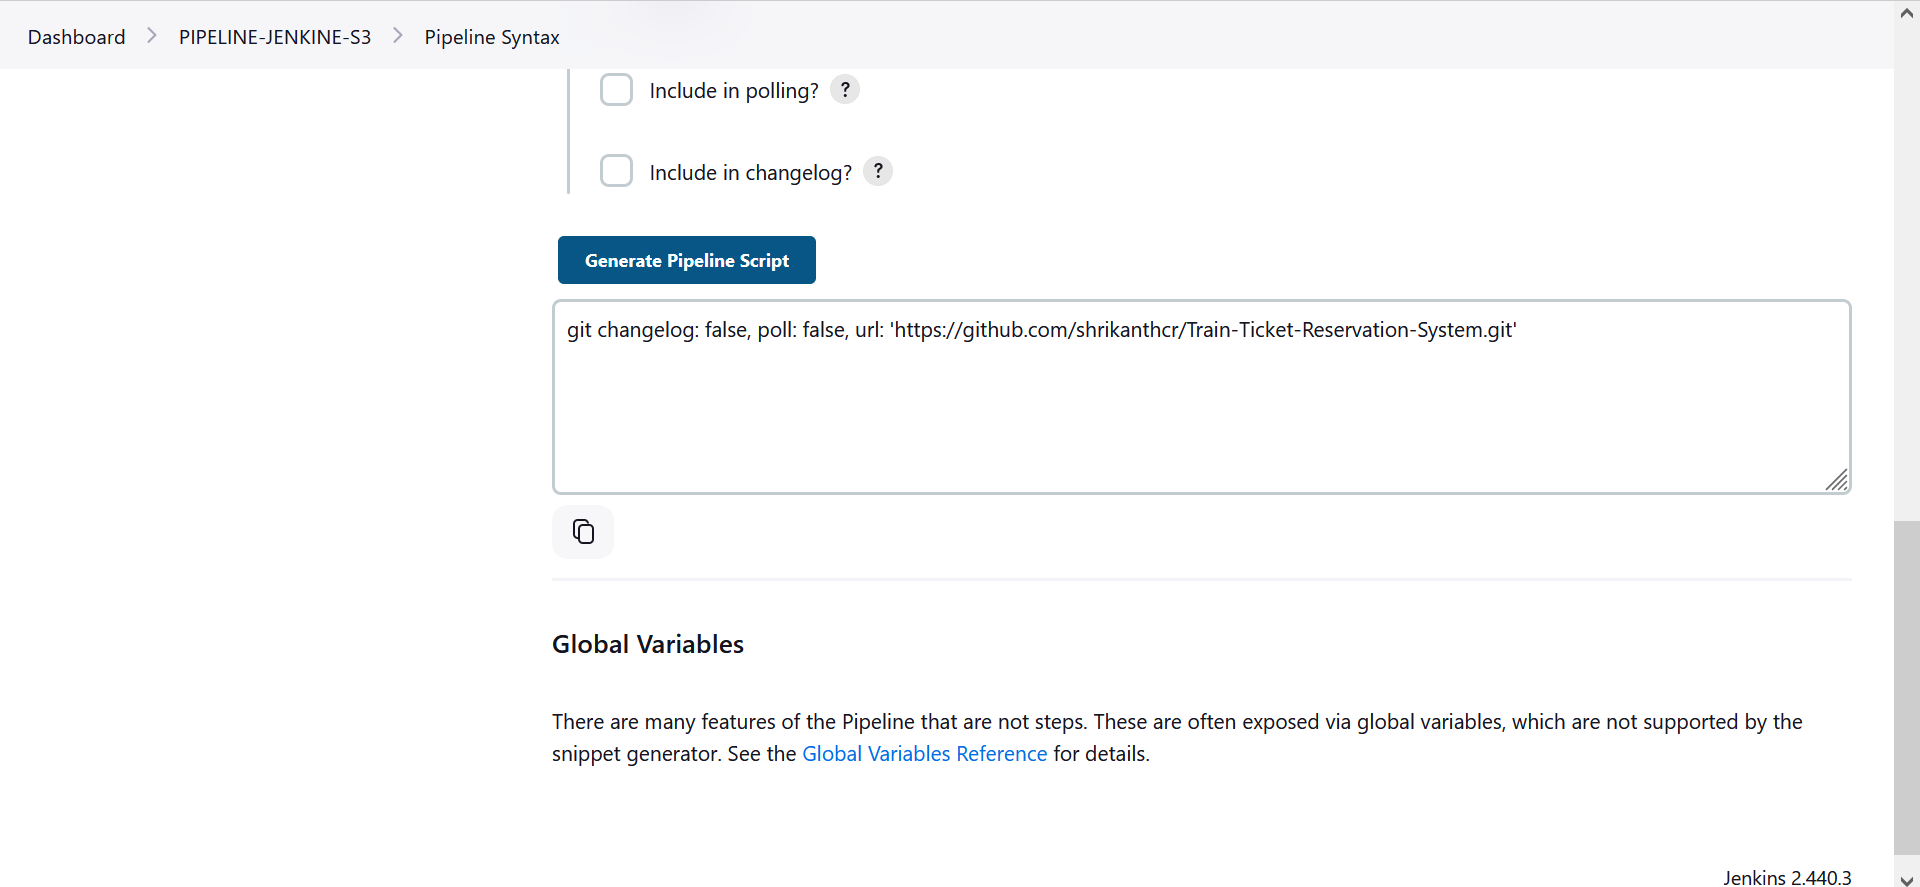 Dashboard > PIPELINE-JENKINE-S3 > Pipeline Syntax
Include in polling? ?
Include in changelog? ?
Generate Pipeline Script
git changelog: false, poll: false, url: 'https://github.com/shrikanthcr/Train-Ticket-Reservation-System.git'
Global Variables
There are many features of the Pipeline that are not steps. These are often exposed via global variables, which are not supported by the
snippet generator. See the Global Variables Reference for details.
Jenkins 2.440.3